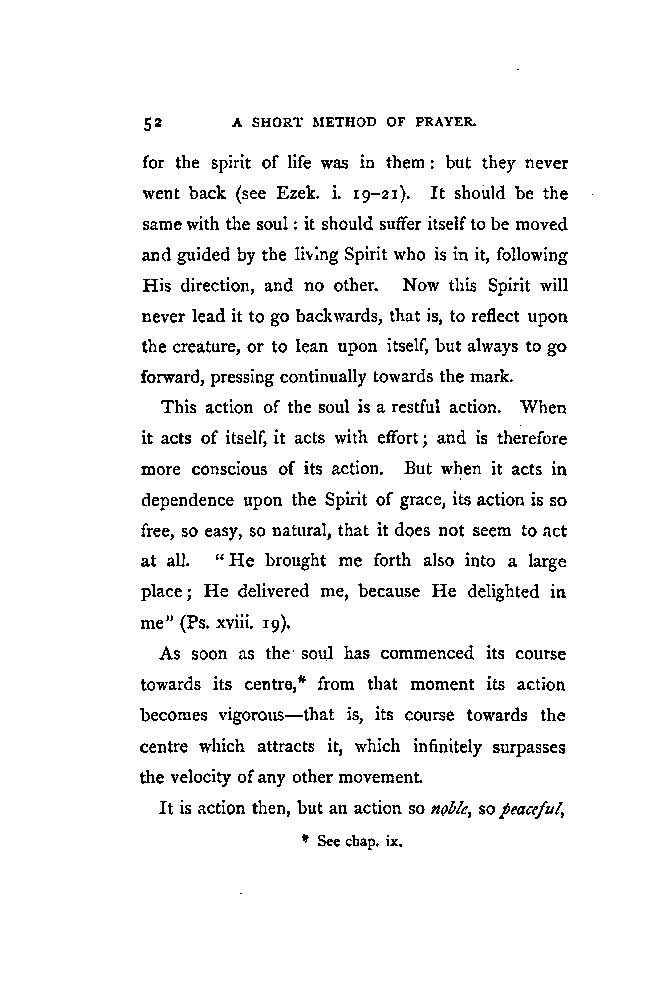 52 A SHORT METHOD OF PRAYER.
for the spirit of life was in them : but they never
went back (see Ezek. i. 19–21). It should be the
same with the soul : it should suffer itself to be moved
and guided by the living Spirit who is in it, following
His direction, and no other. Now this Spirit will
never lead it to go backwards, that is, to reflect upon
the creature, or to lean upon itself, but always to go
forward, pressing continually towards the mark.
This action of the soul is a restful action. When
it acts of itself, it acts with effort ; and is therefore
more conscious of its action. But when it acts in
dependence upon the Spirit of grace, its action is so
free, so easy, so natural, that it does not seem to act
at all. “ He brought me forth also into a large
place ; He delivered me, because He delighted in
me” (Ps. xviii. 19).
As soon as the soul has commenced its course
towards its centre,* from that moment its action
becomes vigorous—that is, its course towards the
centre which attracts it, which infinitely surpasses
the velocity of any other movement.
It is action then, but an action so noble, so peaceful,
* See chap. ix.